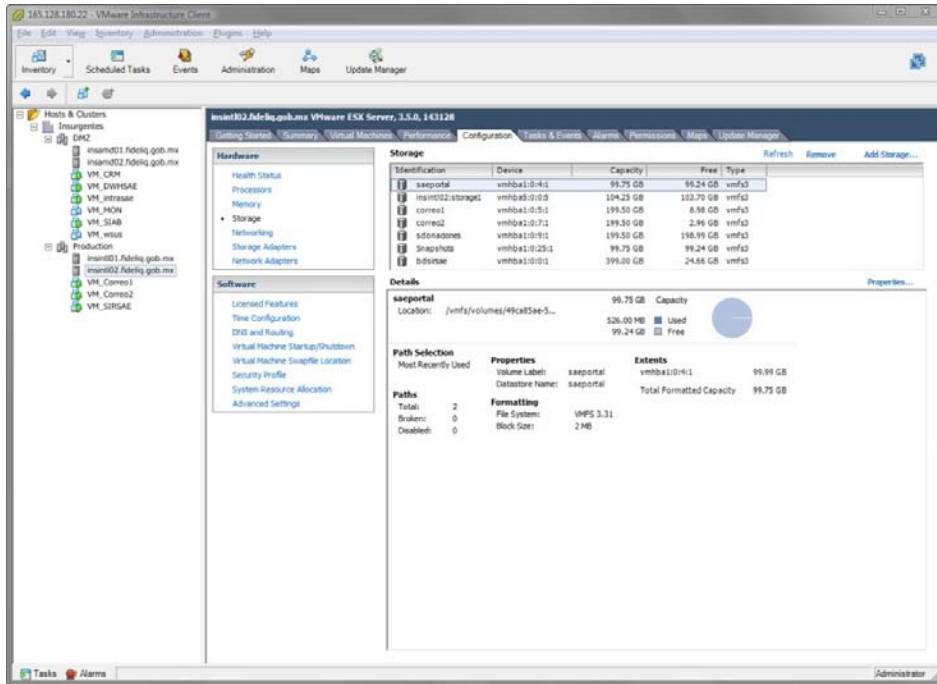 165.128.180.22 - VMware Infrastructure Client
File Edit View Inventory Administration Plugins Help
Inventory Scheduled Tasks Events Administration Maps Update Manager
Hosts & Clusters
Insurgentes
DMZ
insamd01.fideliq.gob.mx
insamd02.fideliq.gob.mx
VM_CRM
VM_DWHSAE
VM_intrasae
VM_MON
VM_SIAB
VM_wsus
Production
insintl01.fideliq.gob.mx
insintl02.fideliq.gob.mx
VM_Correo1
VM_Correo2
VM_SIRSAE
insintl02.fideliq.gob.mx VMware ESX Server, 3.5.0, 143128
Getting Started Summary Virtual Machines Performance Configuration Tasks & Events Alarms Permissions Maps Update Manager
Hardware
Health Status
Processors
Memory
Storage
Networking
Storage Adapters
Network Adapters
Software
Licensed Features
Time Configuration
DNS and Routing
Virtual Machine Startup/Shutdown
Virtual Machine Swapfile Location
Security Profile
System Resource Allocation
Advanced Settings
Storage Refresh Remove Add Storage...
Identification Device Capacity Free Type
saeportal vmhba1:0:4:1 99.75 GB 99.24 GB vmfs3
insintl02:storage1 104.25 GB 103.70 GB vmfs3
correo1 vmhba1:0:5:1 199.50 GB 8.98 GB vmfs3
correo2 vmhba1:0:7:1 199.50 GB 2.96 GB vmfs3
sdonadones vmhba1:0:9:1 199.50 GB 198.99 GB vmfs3
Snapshots vmhba1:0:25:1 99.75 GB 99.24 GB vmfs3
bdsirsae vmhba1:0:0:1 399.00 GB 24.88 GB vmfs3
Details Properties...
saeportal 99.75 GB Capacity
Location: /vmfs/volumes/49ca85ae-5...
526.00 MB Used
99.24 GB Free
Path Selection
Most Recently Used
Paths
Total: 2
Broken: 0
Disabled: 0
Properties
Volume Label: saeportal
Datastore Name: saeportal
Formatting
File System: VMFS 3.31
Block Size: 2 MB
Extents
vmhba1:0:4:1 99.99 GB
Total Formatted Capacity 99.75 GB
Tasks Alarms Administrator